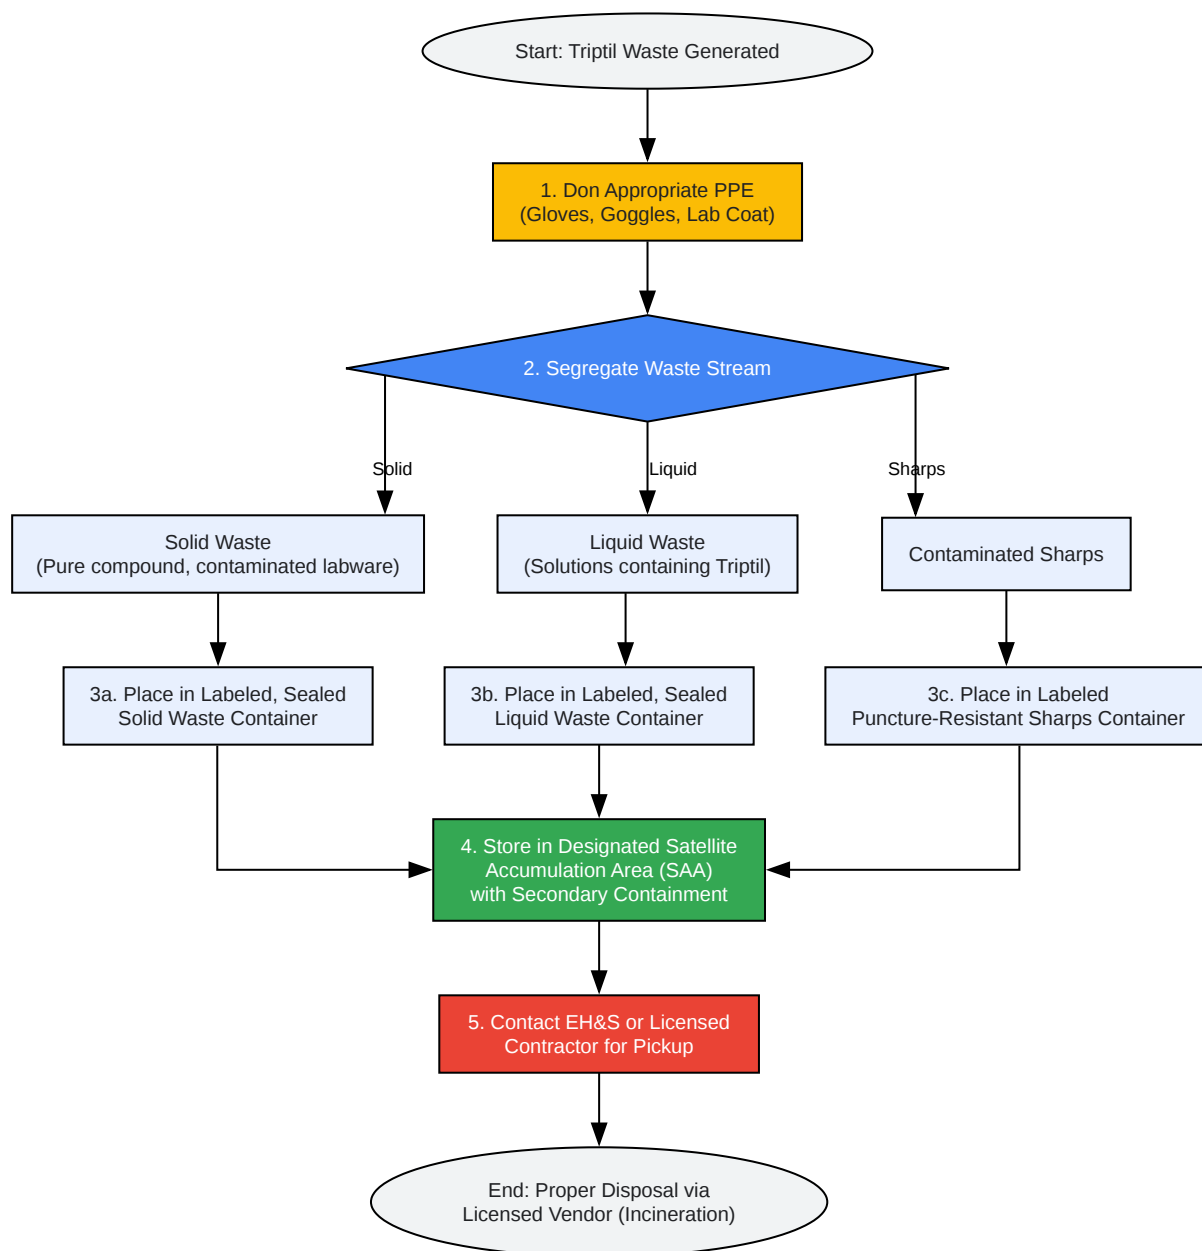 Start: Triptil Waste Generated
1. Don Appropriate PPE
(Gloves, Goggles, Lab Coat)
2. Segregate Waste Stream
Solid
Liquid
Sharps
Solid Waste
(Pure compound, contaminated labware)
Liquid Waste
(Solutions containing Triptil)
Contaminated Sharps
3a. Place in Labeled, Sealed
Solid Waste Container
3b. Place in Labeled, Sealed
Liquid Waste Container
3c. Place in Labeled
Puncture-Resistant Sharps Container
4. Store in Designated Satellite
Accumulation Area (SAA)
with Secondary Containment
5. Contact EH&S or Licensed
Contractor for Pickup
End: Proper Disposal via
Licensed Vendor (Incineration)